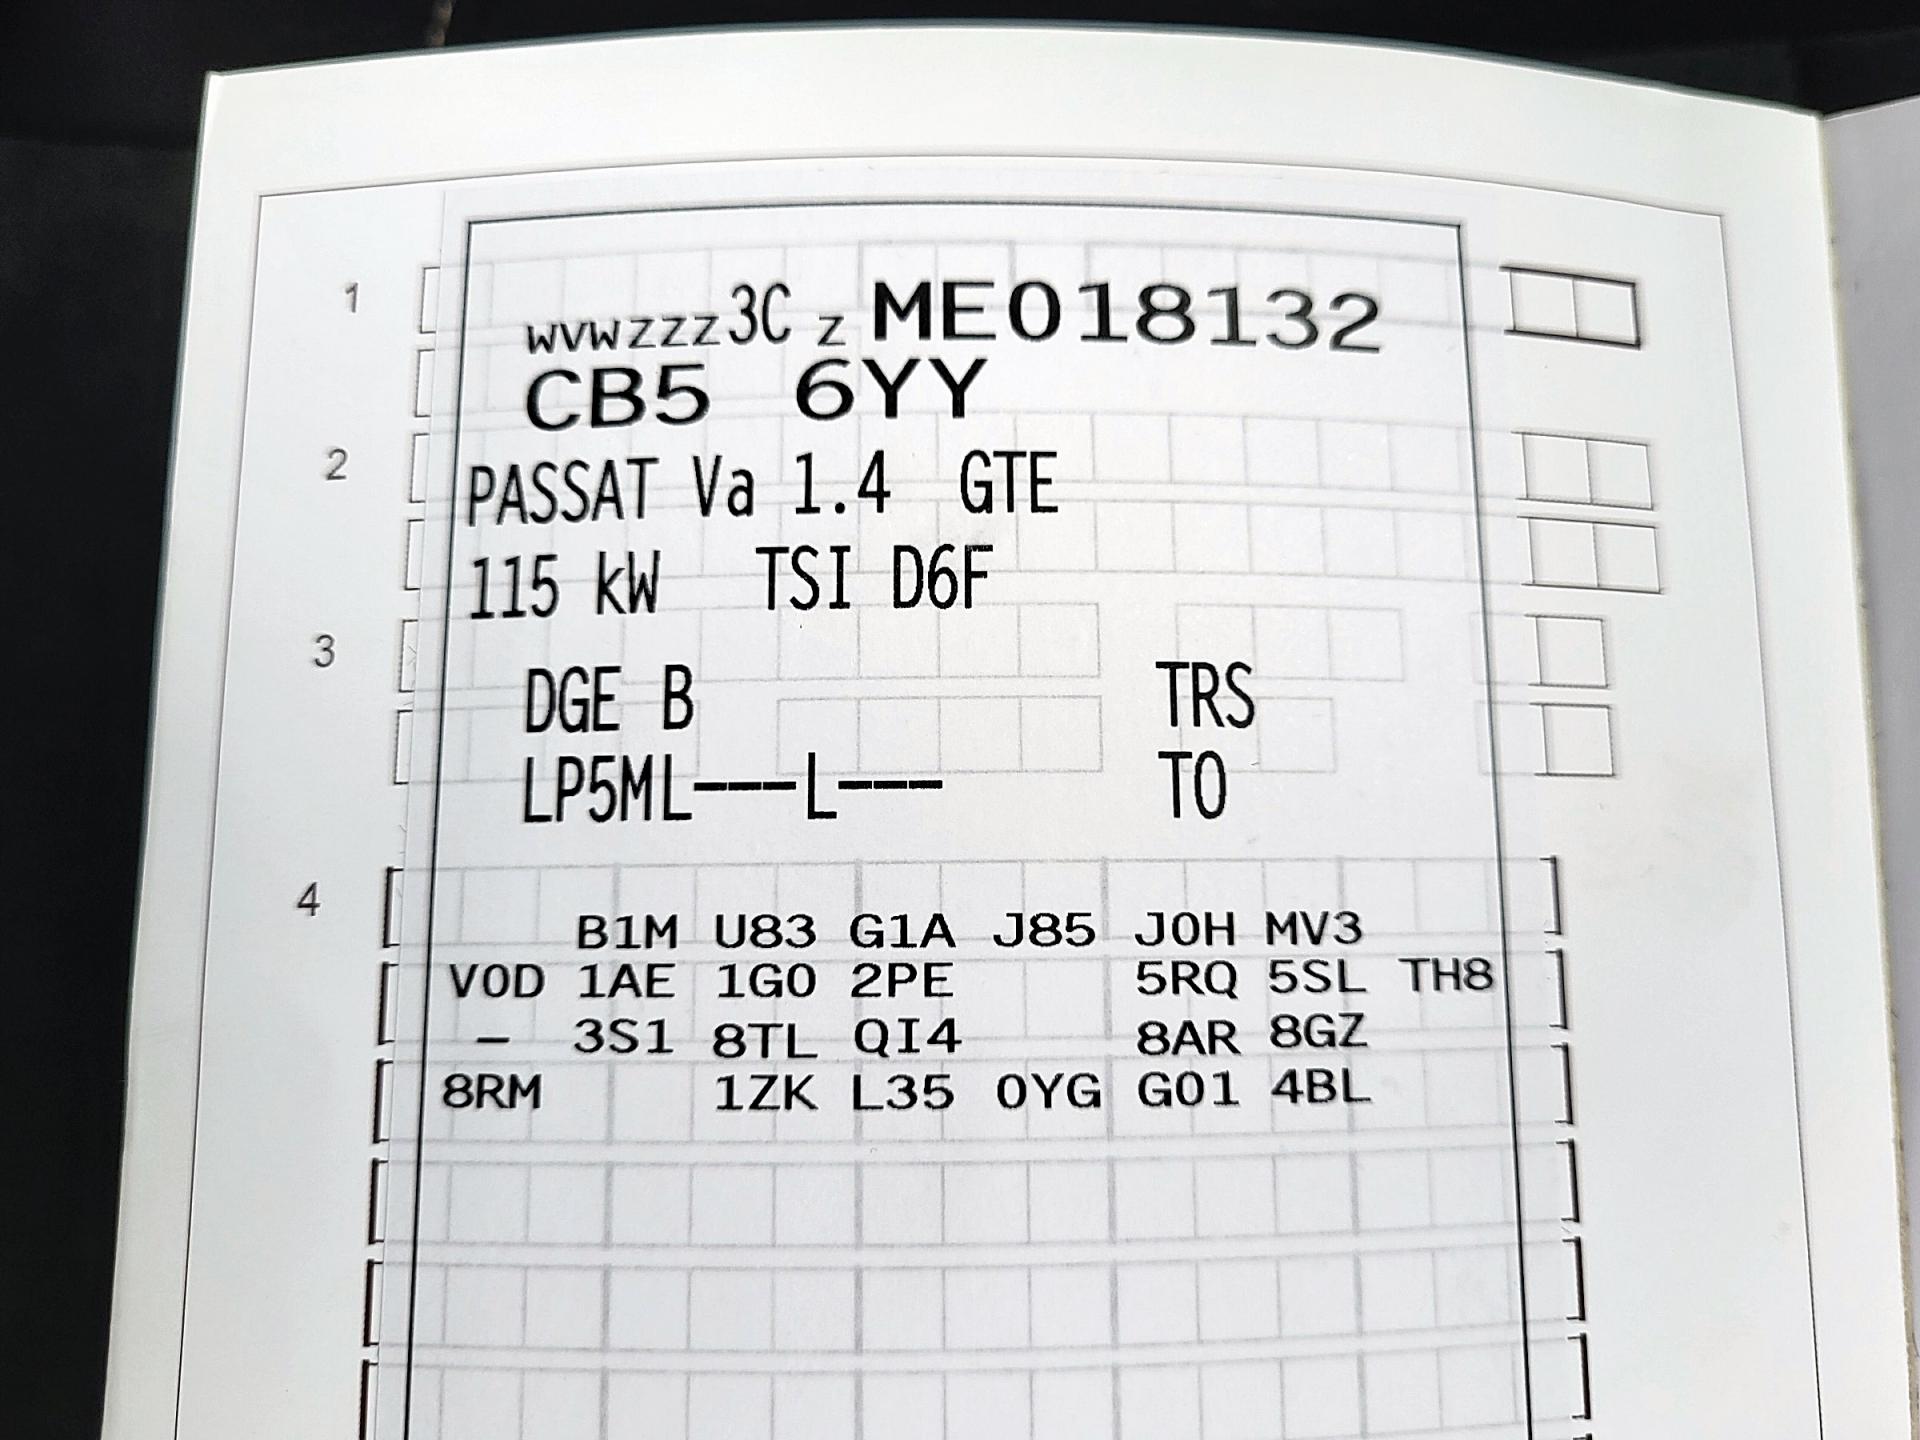 1 WVWZZZ3C Z ME018132
CB5 6YY
2 PASSAT Va 1.4 GTE
115 kW TSI D6F
3 DGE B TRS
LP5ML---L--- T0
4 B1M U83 G1A J85 J0H MV3
V0D 1AE 1G0 2PE 5RQ 5SL TH8
- 3S1 8TL QI4 8AR 8GZ
8RM 1ZK L35 0YG G01 4BL